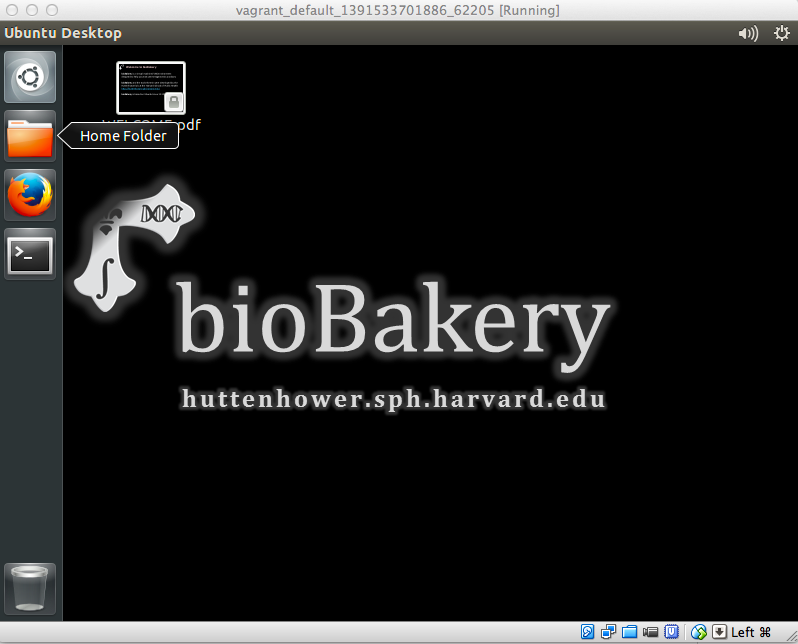 vagrant_default_1391533701886_62205 [Running]
Ubuntu Desktop
WELCOME.pdf
Home Folder
bioBakery
huttenhower.sph.harvard.edu
Left ⌘